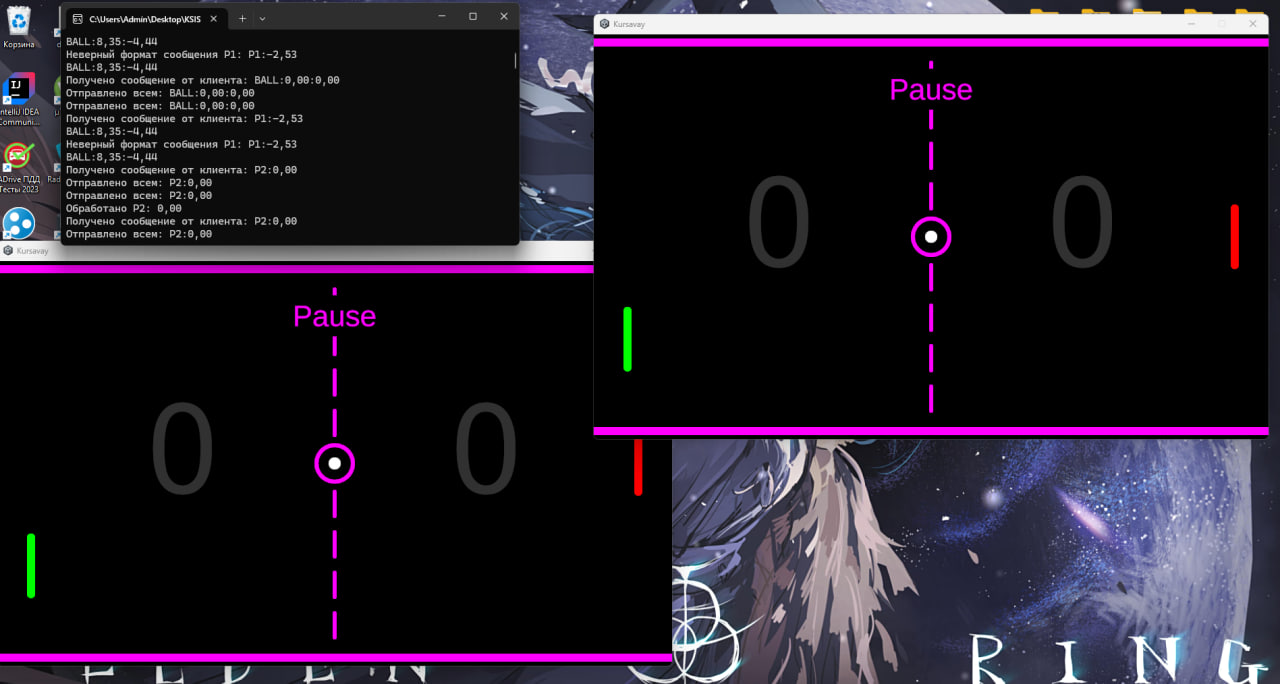 Корзина
C:\Users\Admin\Desktop\KSIS
BALL:8,35:-4,44
Неверный формат сообщения P1: P1:-2,53
BALL:8,35:-4,44
Получено сообщение от клиента: BALL:0,00:0,00
Отправлено всем: BALL:0,00:0,00
Отправлено всем: BALL:0,00:0,00
Получено сообщение от клиента: P1:-2,53
BALL:8,35:-4,44
Неверный формат сообщения P1: P1:-2,53
BALL:8,35:-4,44
Получено сообщение от клиента: P2:0,00
Отправлено всем: P2:0,00
Отправлено всем: P2:0,00
Обработано P2: 0,00
Получено сообщение от клиента: P2:0,00
Отправлено всем: P2:0,00
IJ
ntelliJ IDEA
Communi...
ADrive ПДД
Тесты 2023
Rad
Kursavay
Pause
0 0
Kursavay
Pause
0 0
ELDEN RING